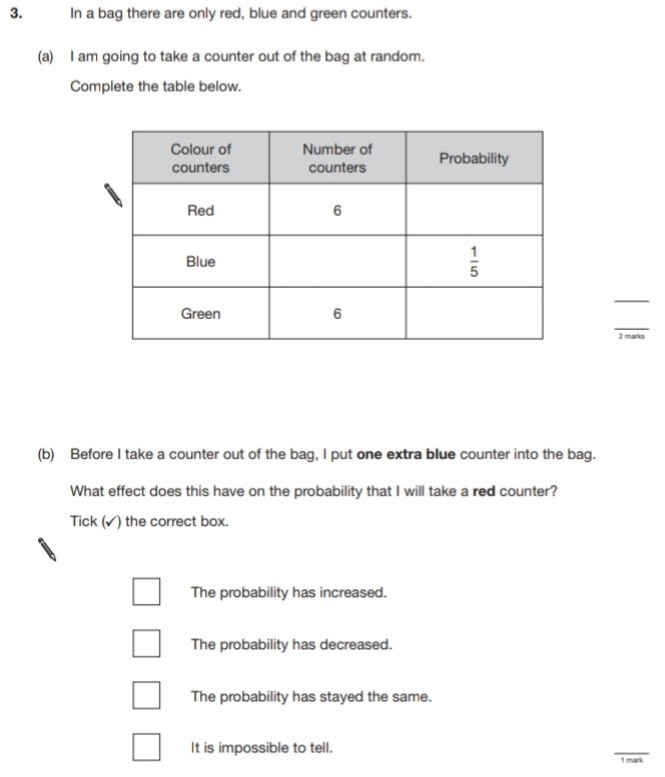 3. In a bag there are only red, blue and green counters.
(a) I am going to take a counter out of the bag at random.
Complete the table below.
Colour of counters Number of counters Probability
Red 6
Blue 1/5
Green 6
2 marks
(b) Before I take a counter out of the bag, I put one extra blue counter into the bag.
What effect does this have on the probability that I will take a red counter?
Tick (✓) the correct box.
The probability has increased.
The probability has decreased.
The probability has stayed the same.
It is impossible to tell.
1 mark